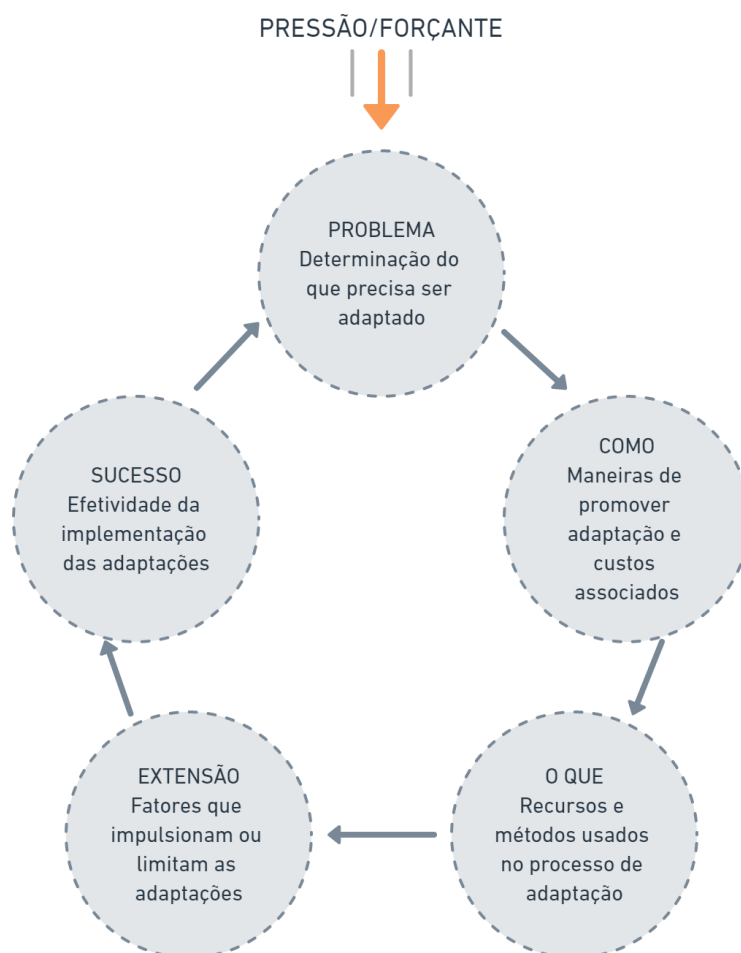 PRESSÃO/FORÇANTE
PROBLEMA
Determinação do
que precisa ser
adaptado
COMO
Maneiras de
promover
adaptação e
custos
associados
O QUE
Recursos e
métodos usados
no processo de
adaptação
EXTENSÃO
Fatores que
impulsionam ou
limitam as
adaptações
SUCESSO
Efetividade da
implementação
das adaptações